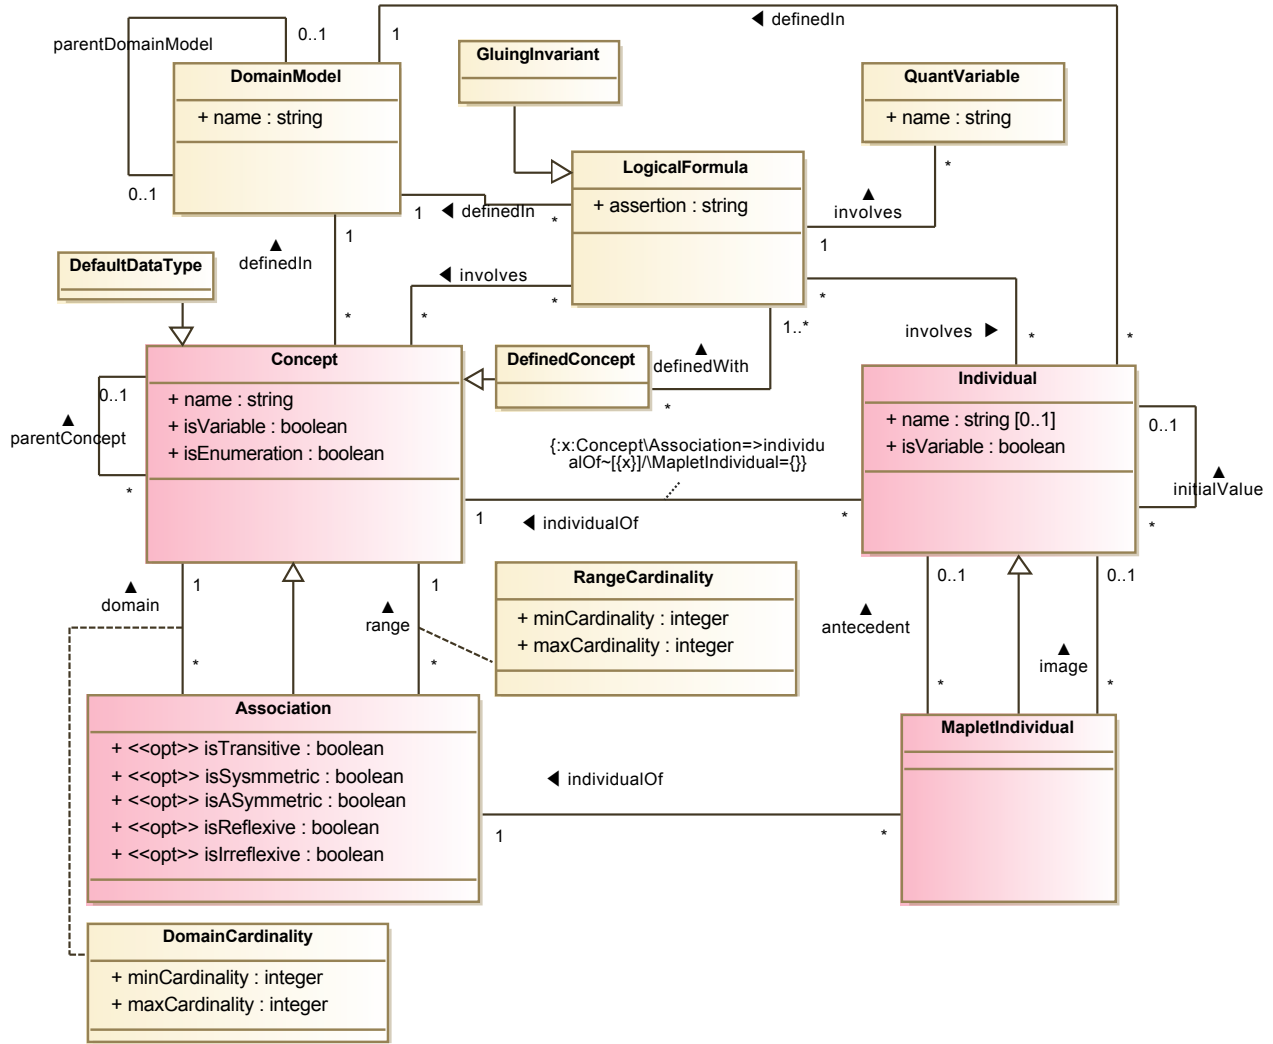 ◀ definedIn
parentDomainModel
0..1
1
GluingInvariant
DomainModel
+ name : string
QuantVariable
+ name : string
LogicalFormula
+ assertion : string
*
0..1
1
◀ definedIn
*
▲
involves
1
1
▲
definedIn
DefaultDataType
◀ involves
*
*
*
*
1..*
involves ▶
*
*
Concept
+ name : string
+ isVariable : boolean
+ isEnumeration : boolean
DefinedConcept
▲
definedWith
*
Individual
+ name : string [0..1]
+ isVariable : boolean
0..1
▲
parentConcept
*
0..1
▲
initialValue
*
{:x:Concept\Association=>individu
alOf~[{x}]/\MapletIndividual={}}
1
◀ individualOf
*
▲
domain
1
*
▲
range
1
*
RangeCardinality
+ minCardinality : integer
+ maxCardinality : integer
0..1
▲
antecedent
*
0..1
▲
image
*
Association
+ <<opt>> isTransitive : boolean
+ <<opt>> isSysmmetric : boolean
+ <<opt>> isASymmetric : boolean
+ <<opt>> isReflexive : boolean
+ <<opt>> isIrreflexive : boolean
MapletIndividual
◀ individualOf
1
*
DomainCardinality
+ minCardinality : integer
+ maxCardinality : integer